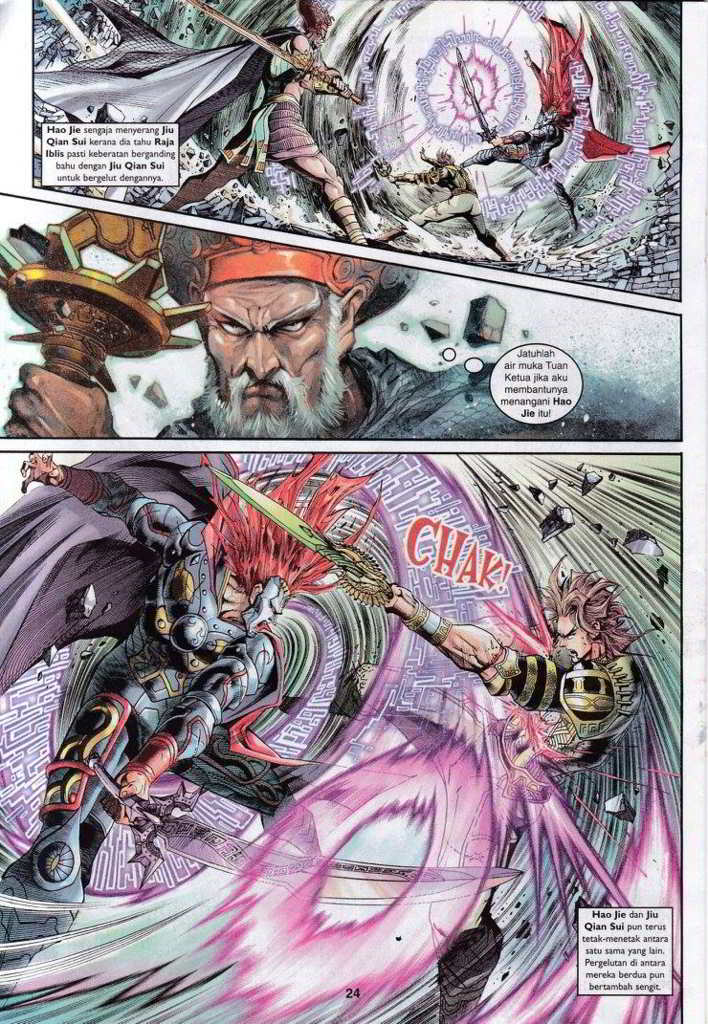 Hao Jie sengaja menyerang Jiu
Qian Sui kerana dia tahu Raja
Iblis pasti keberatan berganding
bahu dengan Jiu Qian Sui
untuk bergelut dengannya.
Jatuhlah
air muka Tuan
Ketua jika aku
membantunya
menangani Hao
Jie itu!
CHAK!
Hao Jie dan Jiu
Qian Sui pun terus
tetak-menetak antara
satu sama yang lain.
Pergelutan di antara
mereka berdua pun
bertambah sengit.
24